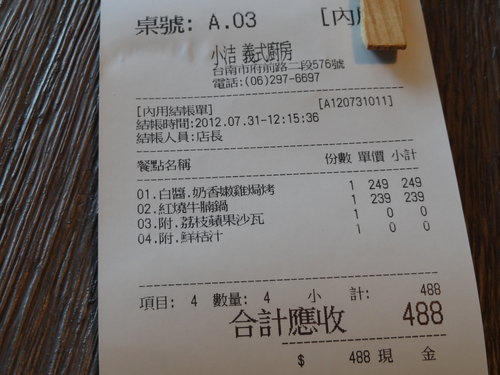 桌號: A.03 [內用
小洁 義式廚房
台南市府前路二段576號
電話:(06)297-6697
[內用結帳單] [A120731011]
結帳時間:2012.07.31-12:15:36
結帳人員:店長
餐點名稱 份數 單價 小計
01.白醬.奶香嫩雞焗烤 1 249 249
02.紅燒牛腩鍋 1 239 239
03.附.荔枝蘋果沙瓦 1 0 0
04.附.鮮桔汁 1 0 0
項目: 4 數量: 4 小 計: 488
合計應收 488
$ 488 現 金